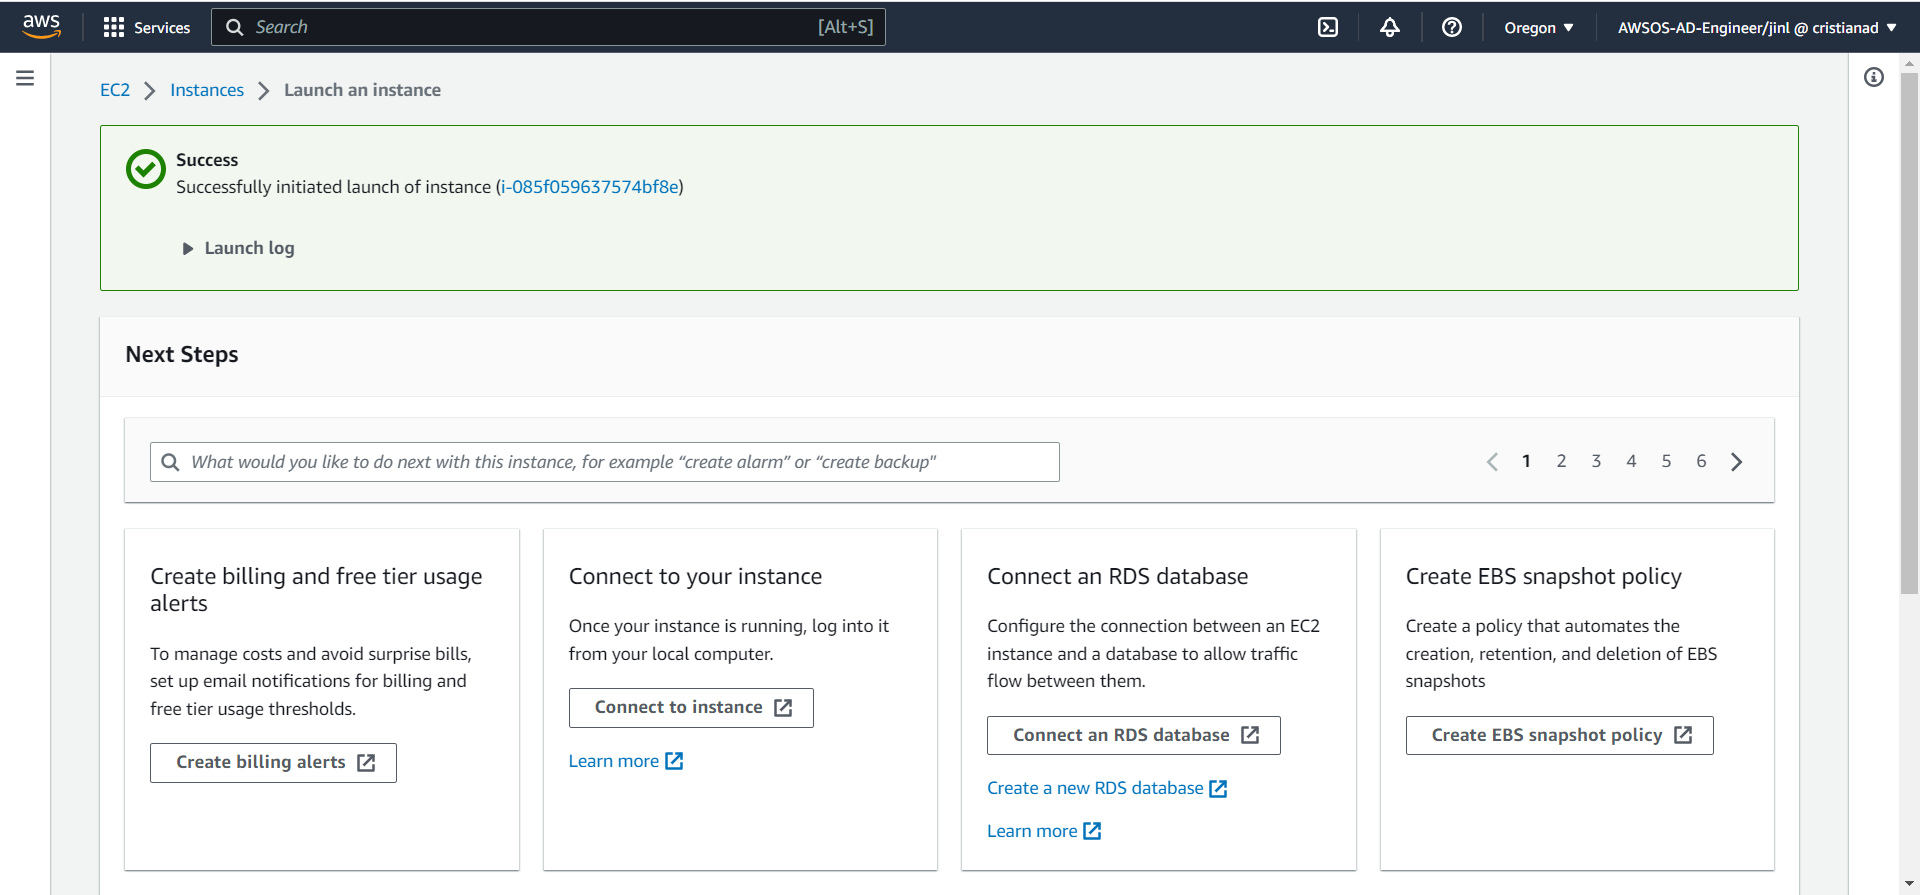 aws Services Search [Alt+S] Oregon AWSOS-AD-Engineer/jinl @ cristianad
EC2 Instances Launch an instance
Success
Successfully initiated launch of instance (i-085f059637574bf8e)
Launch log
Next Steps
What would you like to do next with this instance, for example “create alarm” or “create backup"
1 2 3 4 5 6
Create billing and free tier usage
alerts
To manage costs and avoid surprise bills,
set up email notifications for billing and
free tier usage thresholds.
Create billing alerts
Connect to your instance
Once your instance is running, log into it
from your local computer.
Connect to instance
Learn more
Connect an RDS database
Configure the connection between an EC2
instance and a database to allow traffic
flow between them.
Connect an RDS database
Create a new RDS database
Learn more
Create EBS snapshot policy
Create a policy that automates the
creation, retention, and deletion of EBS
snapshots
Create EBS snapshot policy